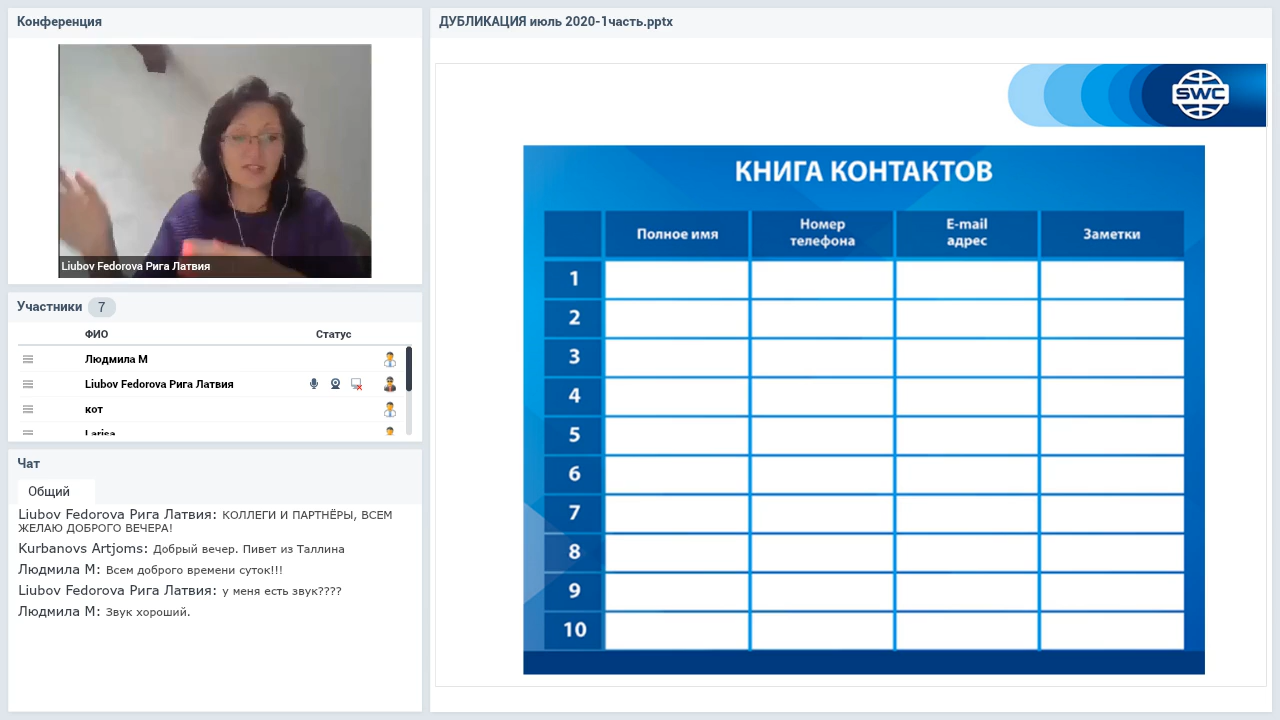 Конференция
Liubov Fedorova Рига Латвия
Участники 7
ФИО Статус
Людмила М
Liubov Fedorova Рига Латвия
кот
Larisa
Чат
Общий
Liubov Fedorova Рига Латвия: КОЛЛЕГИ И ПАРТНЁРЫ, ВСЕМ
ЖЕЛАЮ ДОБРОГО ВЕЧЕРА!
Kurbanovs Artjoms: Добрый вечер. Пивет из Таллина
Людмила М: Всем доброго времени суток!!!
Liubov Fedorova Рига Латвия: у меня есть звук????
Людмила М: Звук хороший.
ДУБЛИКАЦИЯ июль 2020-1часть.pptx
SWC
КНИГА КОНТАКТОВ
Полное имя
Номер
телефона
E-mail
адрес
Заметки
1
2
3
4
5
6
7
8
9
10